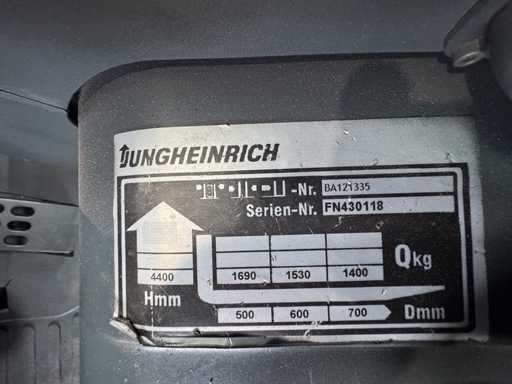 JUNGHEINRICH
-Nr. BA121335
Serien-Nr. FN430118
4400 1690 1530 1400 Qkg
Hmm
500 600 700 Dmm